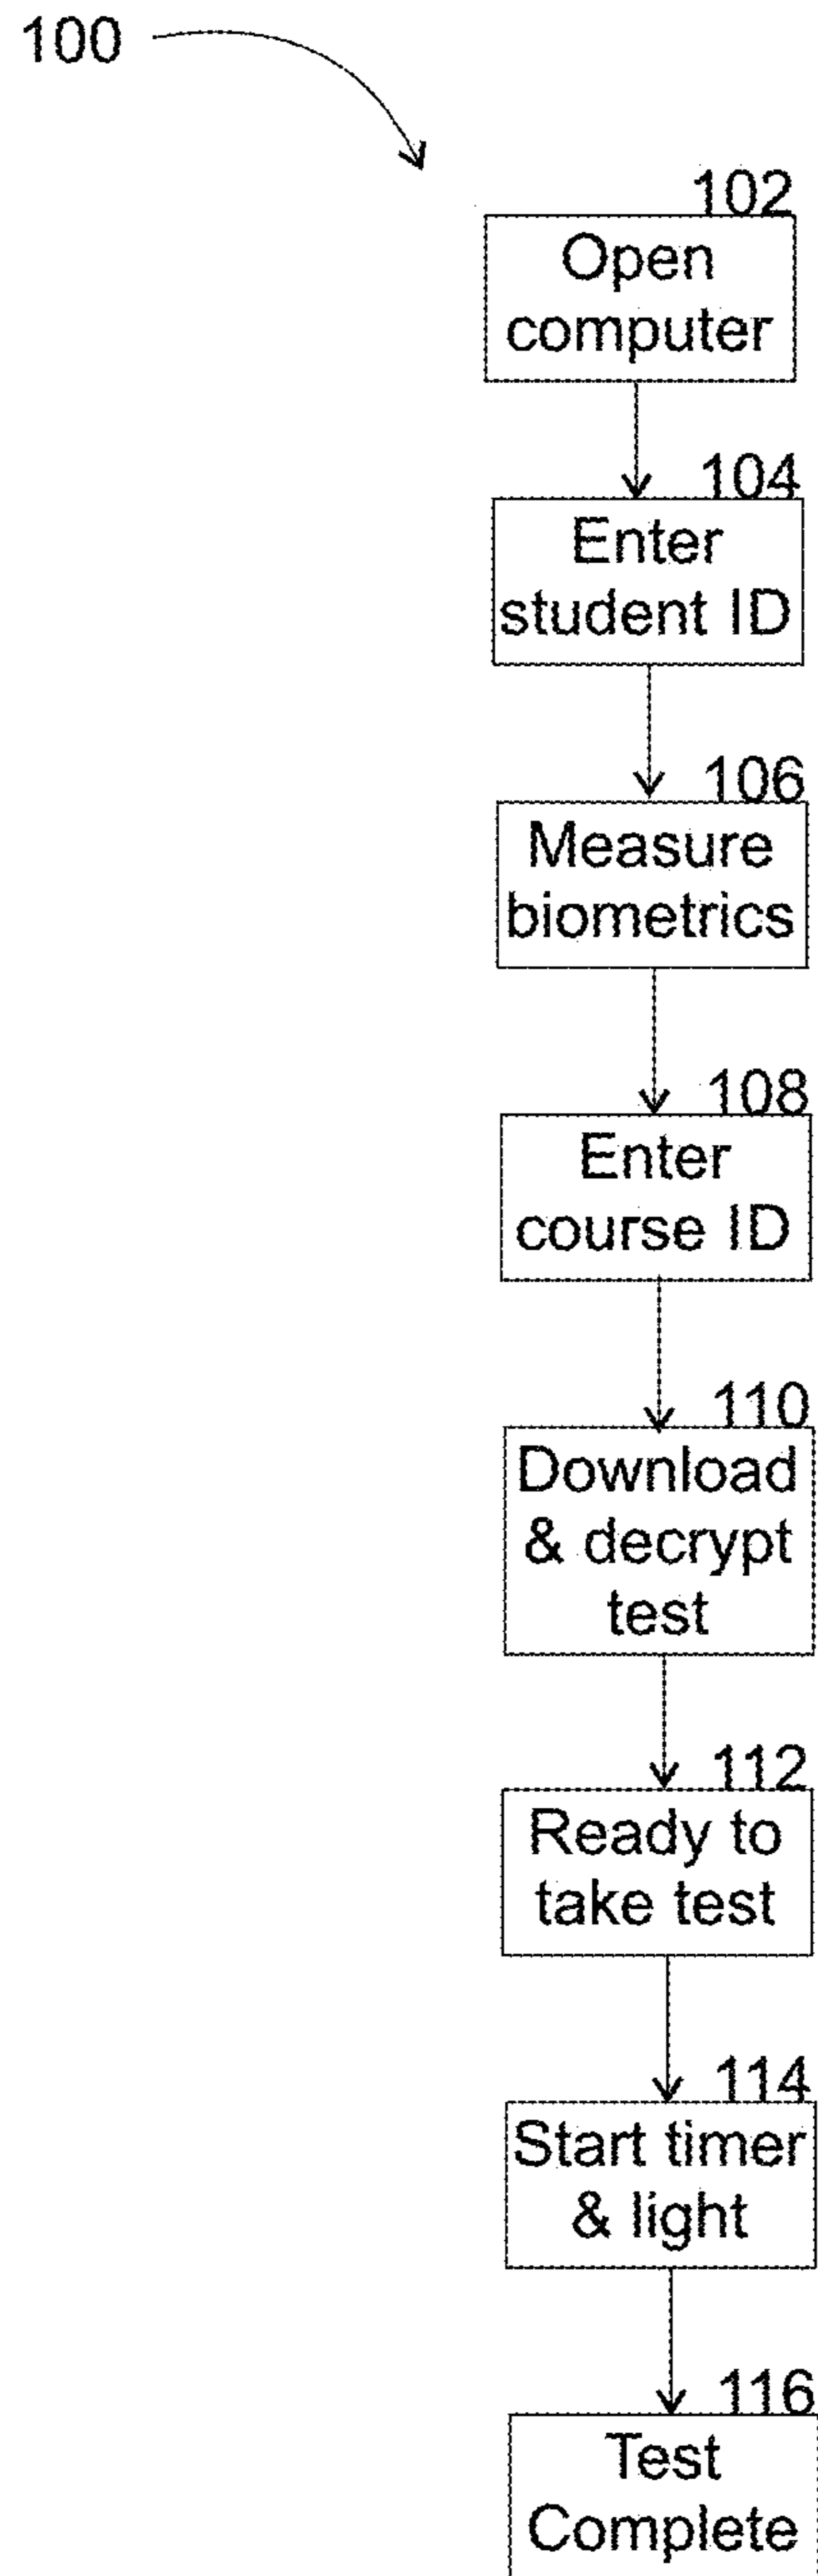 100
102
Open
computer
104
Enter
student ID
106
Measure
biometrics
108
Enter
course ID
110
Download
& decrypt
test
112
Ready to
take test
114
Start timer
& light
116
Test
Complete